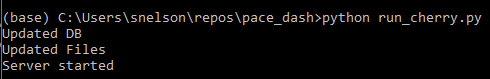 (base) C:\Users\snelson\repos\pace_dash>python run_cherry.py
Updated DB
Updated Files
Server started